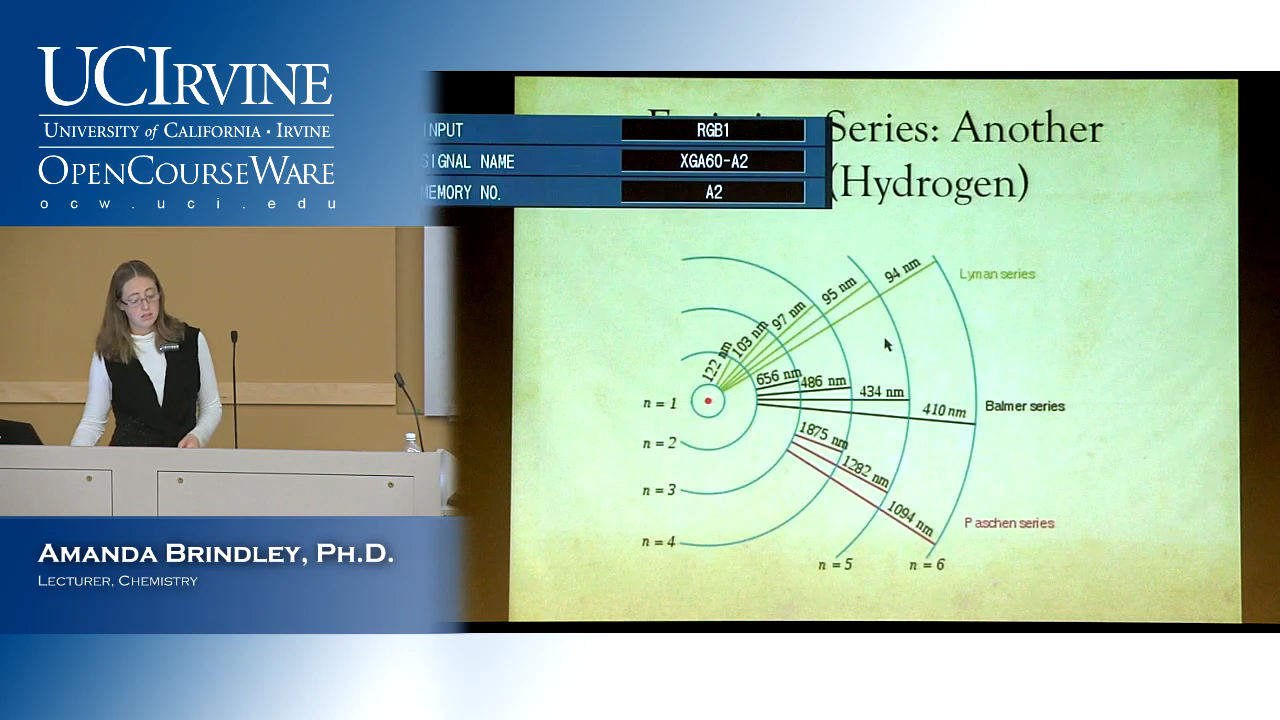 UCIRVINE
UNIVERSITY of CALIFORNIA • IRVINE
OPENCOURSEWARE
ocw.uci.edu
INPUT RGB1
SIGNAL NAME XGA60-A2
MEMORY NO. A2
Series: Another
(Hydrogen)
94 nm
95 nm
97 nm
103 nm
122 nm
Lyman series
656 nm
486 nm
434 nm
410 nm
Balmer series
n = 1
n = 2
n = 3
n = 4
1875 nm
1282 nm
1094 nm
Paschen series
n = 5
n = 6
AMANDA BRINDLEY, PH.D.
LECTURER, CHEMISTRY